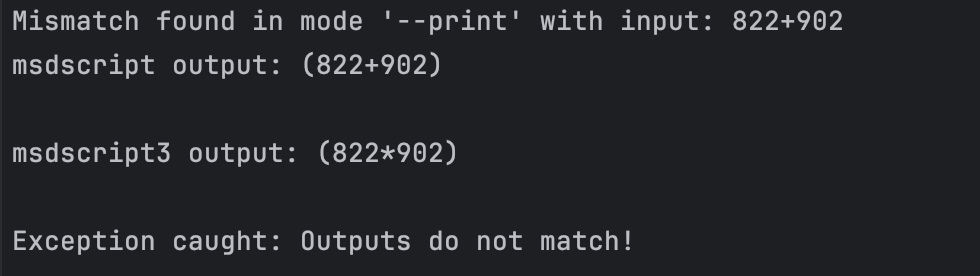 Mismatch found in mode '--print' with input: 822+902
msdscript output: (822+902)
msdscript3 output: (822*902)
Exception caught: Outputs do not match!